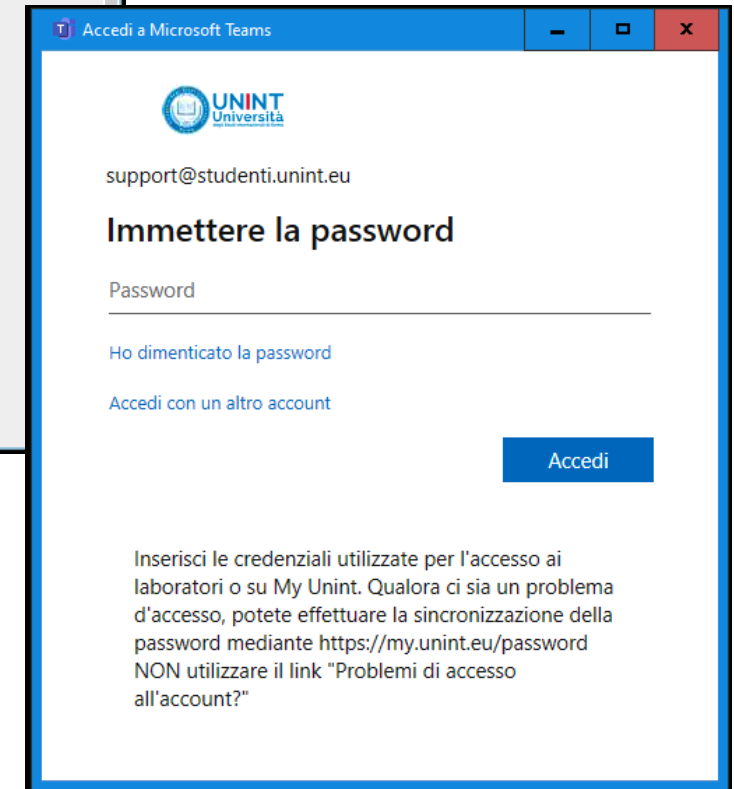 Accedi a Microsoft Teams
UNINT
Università
support@studenti.unint.eu
Immettere la password
Password
Ho dimenticato la password
Accedi con un altro account
Accedi
Inserisci le credenziali utilizzate per l'accesso ai
laboratori o su My Unint. Qualora ci sia un problema
d'accesso, potete effettuare la sincronizzazione della
password mediante https://my.unint.eu/password
NON utilizzare il link "Problemi di accesso
all'account?"